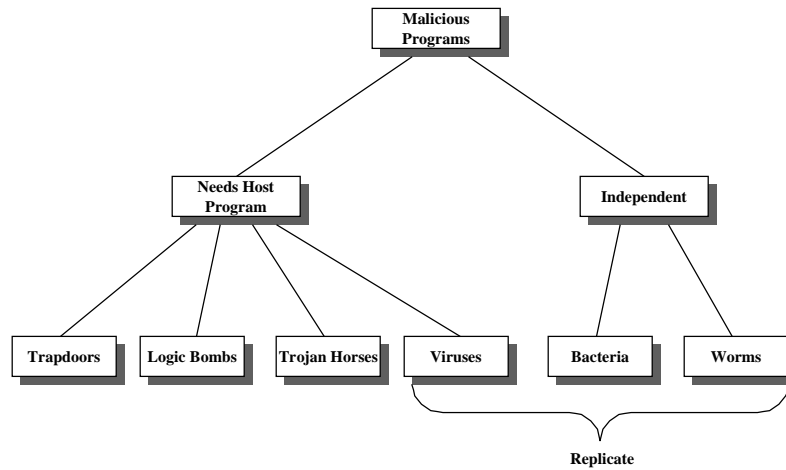 Malicious
Programs
Needs Host
Program
Independent
Trapdoors
Logic Bombs
Trojan Horses
Viruses
Bacteria
Worms
Replicate